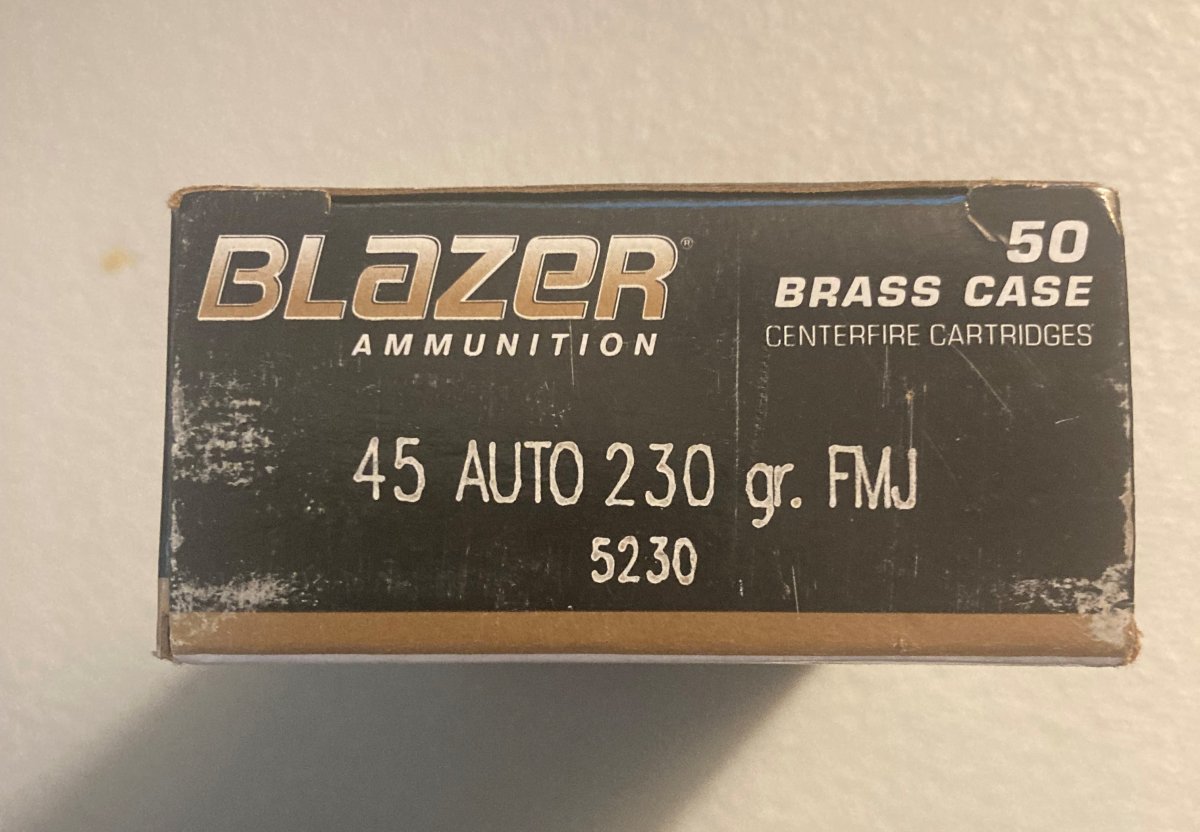 BLAZER®
AMMUNITION
50
BRASS CASE
CENTERFIRE CARTRIDGES
45 AUTO 230 gr. FMJ
5230